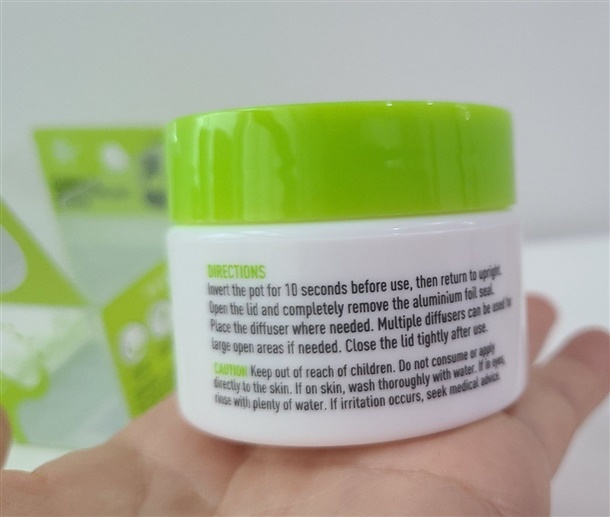 DIRECTIONS
Invert the pot for 10 seconds before use, then return to upright.
Open the lid and completely remove the aluminium foil seal.
Place the diffuser where needed. Multiple diffusers can be used
large open areas if needed. Close the lid tightly after use.
CAUTION Keep out of reach of children. Do not consume or apply
directly to the skin. If on skin, wash thoroughly with water. If in eyes,
rinse with plenty of water. If irritation occurs, seek medical advice.